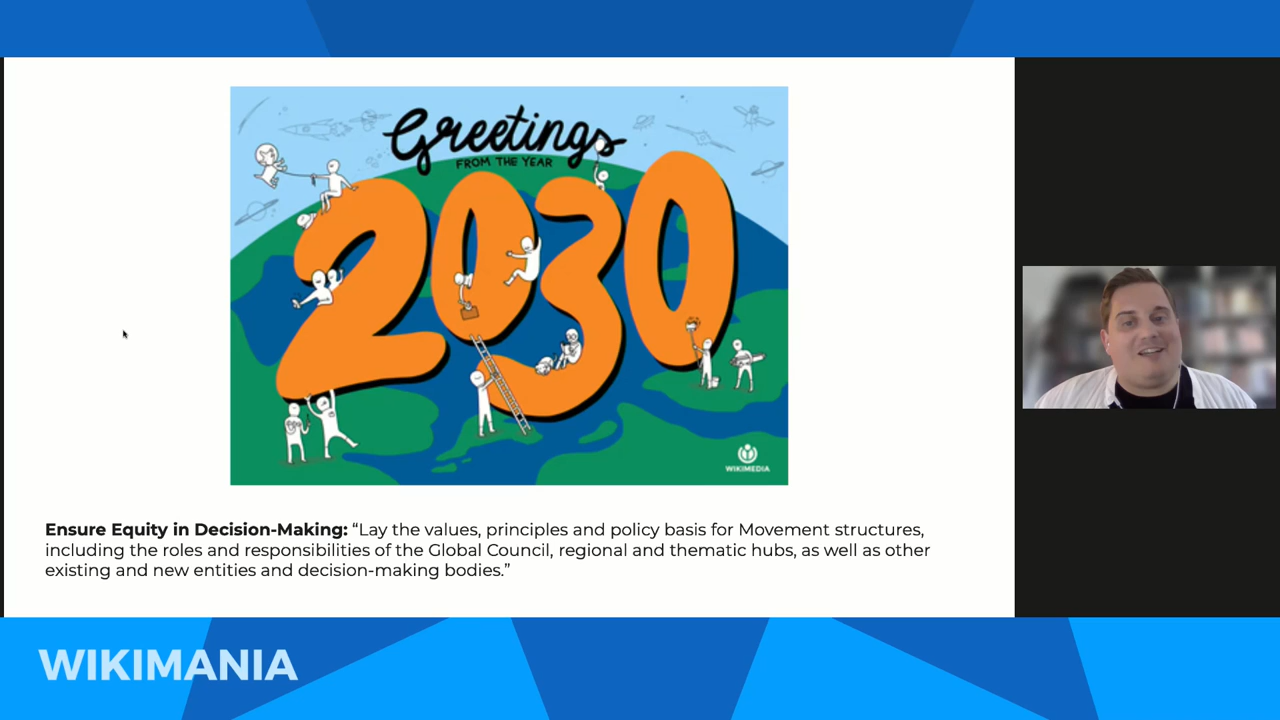 Greetings
FROM THE YEAR
2030
WIKIMEDIA
Ensure Equity in Decision-Making: “Lay the values, principles and policy basis for Movement structures,
including the roles and responsibilities of the Global Council, regional and thematic hubs, as well as other
existing and new entities and decision-making bodies.”
WIKIMANIA